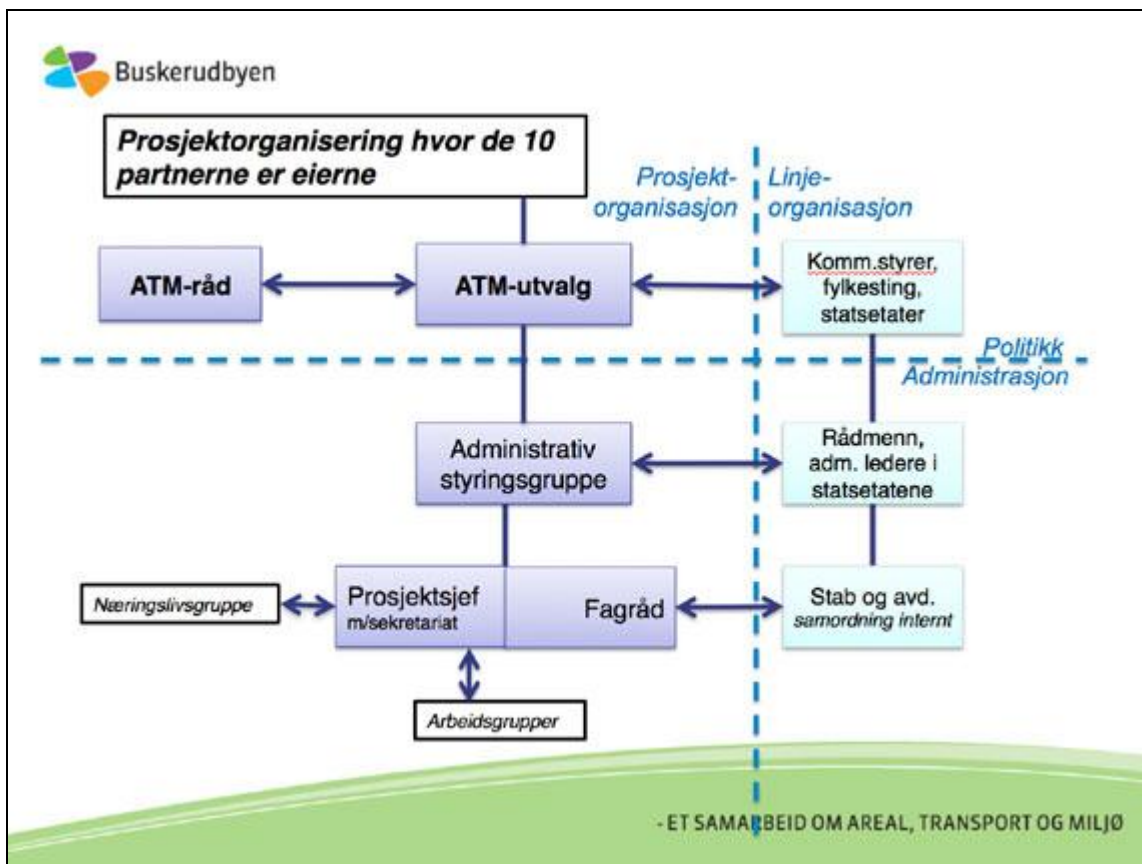 Buskerudbyen
Prosjektorganisering hvor de 10
partnerne er eierne
Prosjekt-
organisasjon
Linje-
organisasjon
ATM-råd
ATM-utvalg
Komm.styrer,
fylkesting,
statsetater
Politikk
Administrasjon
Administrativ
styringsgruppe
Rådmenn,
adm. ledere i
statsetatene
Næringslivsgruppe
Prosjektsjef
m/sekretariat
Fagråd
Stab og avd.
samordning internt
Arbeidsgrupper
- ET SAMARBEID OM AREAL, TRANSPORT OG MILJØ